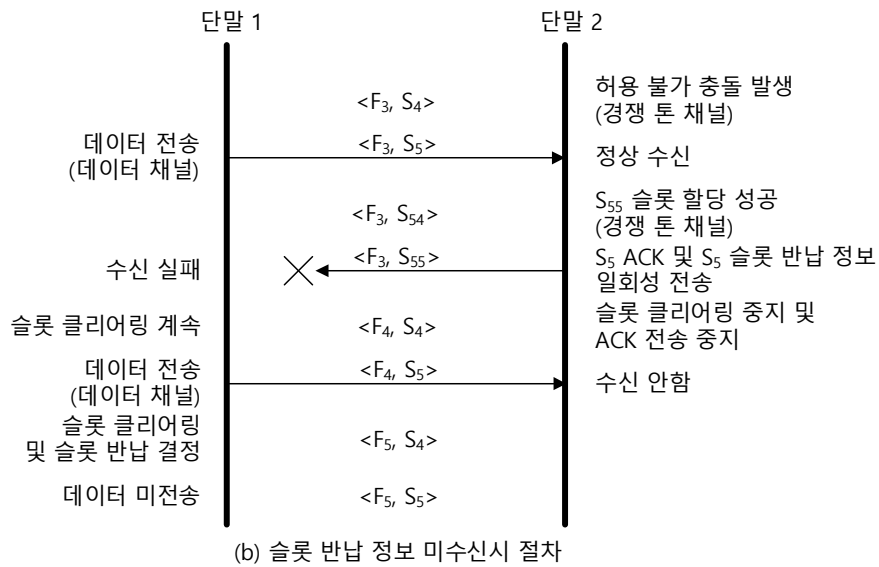 단말 1
단말 2
<F3, S4>
허용 불가 충돌 발생
(경쟁 톤 채널)
데이터 전송
(데이터 채널)
<F3, S5>
정상 수신
<F3, S54>
S55 슬롯 할당 성공
(경쟁 톤 채널)
수신 실패
<F3, S55>
S5 ACK 및 S5 슬롯 반납 정보
일회성 전송
슬롯 클리어링 계속
<F4, S4>
슬롯 클리어링 중지 및
ACK 전송 중지
데이터 전송
(데이터 채널)
<F4, S5>
수신 안함
슬롯 클리어링
및 슬롯 반납 결정
<F5, S4>
데이터 미전송
<F5, S5>
(b) 슬롯 반납 정보 미수신시 절차